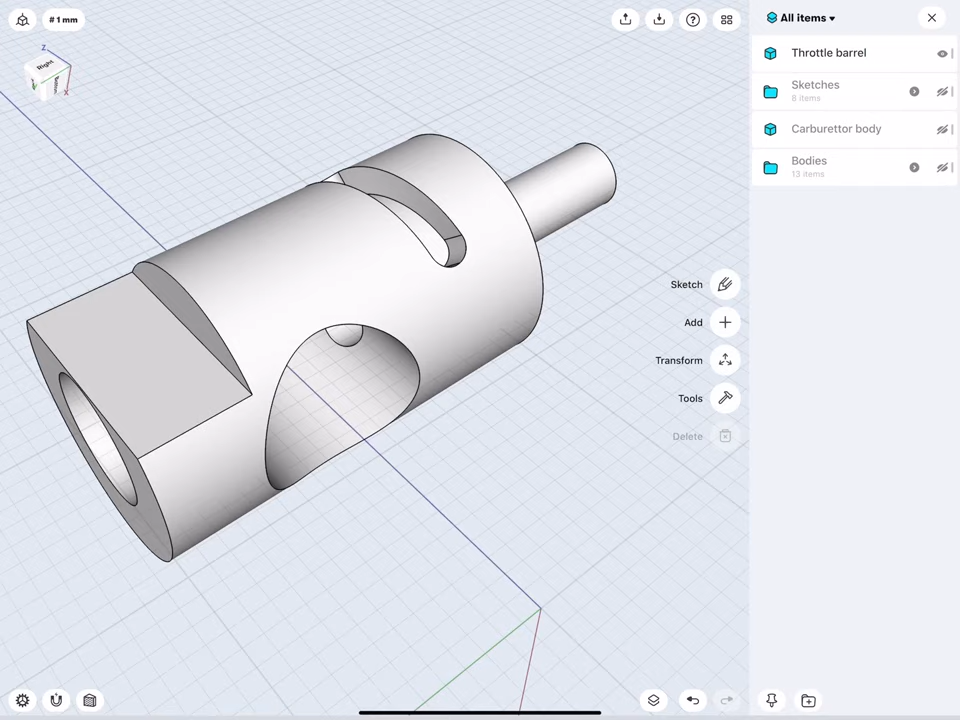 # 1 mm
All items
Z
Right
X
Throttle barrel
Sketches
8 items
Carburettor body
Bodies
13 items
Sketch
Add
Transform
Tools
Delete